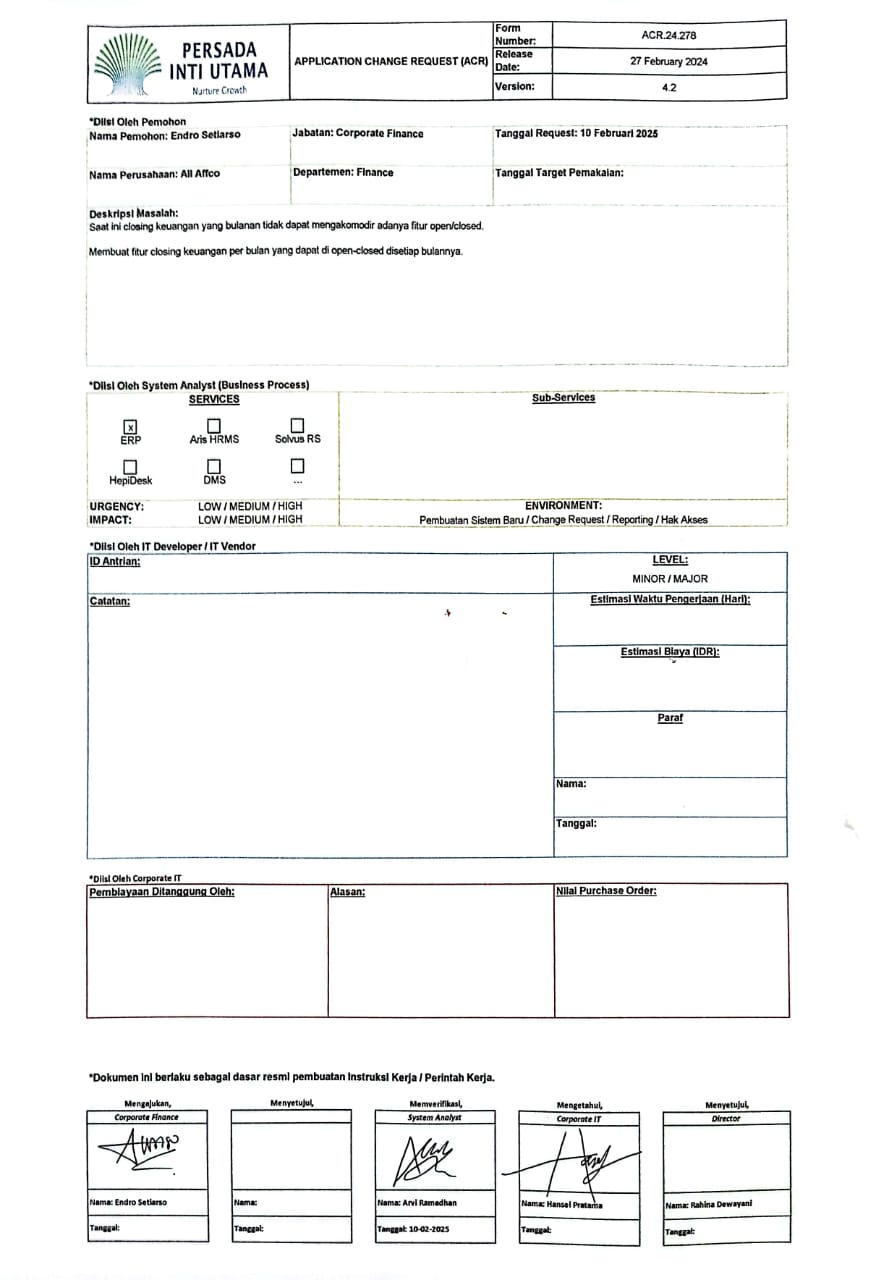 PERSADA
INTI UTAMA
Nurture Growth
APPLICATION CHANGE REQUEST (ACR)
Form Number: ACR.24.278
Release Date: 27 February 2024
Version: 4.2
*Diisi Oleh Pemohon
Nama Pemohon: Endro Setiarso
Jabatan: Corporate Finance
Tanggal Request: 10 Februari 2025
Nama Perusahaan: All Affco
Departemen: Finance
Tanggal Target Pemakaian:
Deskripsi Masalah:
Saat ini closing keuangan yang bulanan tidak dapat mengakomodir adanya fitur open/closed.
Membuat fitur closing keuangan per bulan yang dapat di open-closed disetiap bulannya.
*Diisi Oleh System Analyst (Business Process)
SERVICES
Sub-Services
x
ERP
Aris HRMS
Solvus RS
HepiDesk
DMS
...
URGENCY: LOW / MEDIUM / HIGH
IMPACT: LOW / MEDIUM / HIGH
ENVIRONMENT:
Pembuatan Sistem Baru / Change Request / Reporting / Hak Akses
*Diisi Oleh IT Developer / IT Vendor
ID Antrian:
LEVEL:
MINOR / MAJOR
Catatan:
Estimasi Waktu Pengerjaan (Hari):
Estimasi Biaya (IDR):
Paraf
Nama:
Tanggal:
*Diisi Oleh Corporate IT
Pembiayaan Ditanggung Oleh:
Alasan:
Nilai Purchase Order:
*Dokumen ini berlaku sebagai dasar resmi pembuatan Instruksi Kerja / Perintah Kerja.
Mengajukan,
Corporate Finance
Nama: Endro Setiarso
Tanggal:
Menyetujui,
Nama:
Tanggal:
Memverifikasi,
System Analyst
Nama: Arvi Ramadhan
Tanggal: 10-02-2025
Mengetahui,
Corporate IT
Nama: Hansel Pratama
Tanggal:
Menyetujui,
Director
Nama: Rahina Dewayani
Tanggal: